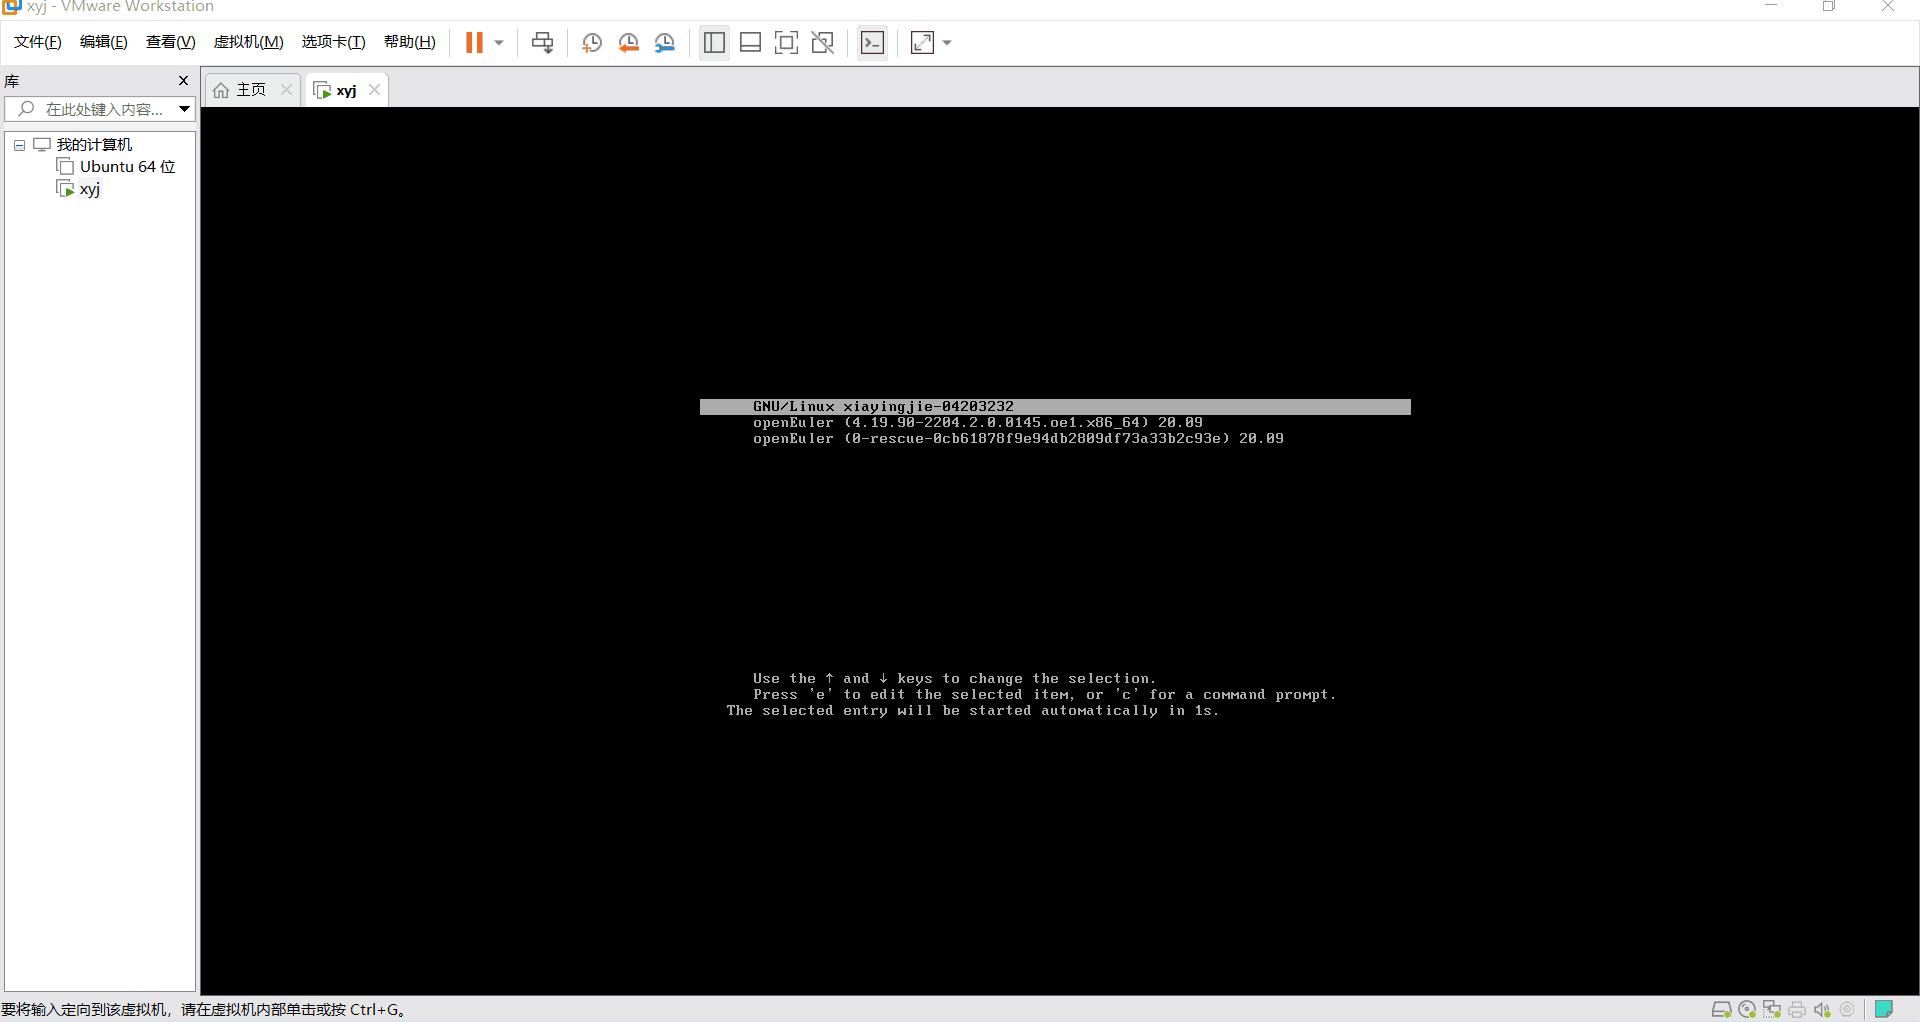 xyj - VMware Workstation
文件(F) 编辑(E) 查看(V) 虚拟机(M) 选项卡(T) 帮助(H)
库
主页 xyj
在此处键入内容...
我的计算机
Ubuntu 64 位
xyj
GNU/Linux xiayingjie-04203232
openEuler (4.19.90-2204.2.0.0145.oe1.x86_64) 20.09
openEuler (0-rescue-0cb61878f9e94db2809df73a33b2c93e) 20.09
Use the ↑ and ↓ keys to change the selection.
Press 'e' to edit the selected item, or 'c' for a command prompt.
The selected entry will be started automatically in 1s.
要将输入定向到该虚拟机，请在虚拟机内部单击或按 Ctrl+G。